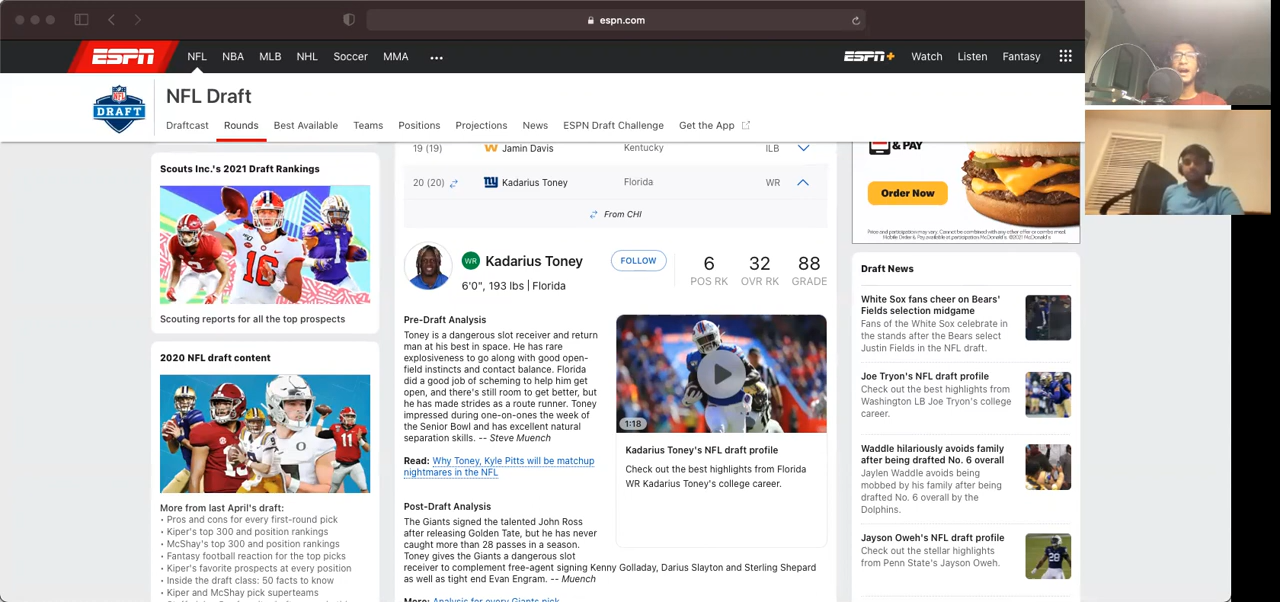 espn.com
ESPN NFL NBA MLB NHL Soccer MMA ... ESPN+ Watch Listen Fantasy
NFL DRAFT
NFL Draft
Draftcast Rounds Best Available Teams Positions Projections News ESPN Draft Challenge Get the App
Scouts Inc.'s 2021 Draft Rankings
Scouting reports for all the top prospects
2020 NFL draft content
More from last April's draft:
• Pros and cons for every first-round pick
• Kiper's top 300 and position rankings
• McShay's top 300 and position rankings
• Fantasy football reaction for the top picks
• Kiper's favorite prospects at every position
• Inside the draft class: 50 facts to know
• Kiper and McShay pick superteams
19 (19) Jamin Davis Kentucky ILB
20 (20) Kadarius Toney Florida WR
From CHI
WR Kadarius Toney
6'0", 193 lbs | Florida
FOLLOW
6 32 88
POS RK OVR RK GRADE
Pre-Draft Analysis
Toney is a dangerous slot receiver and return
man at his best in space. He has rare
explosiveness to go along with good open-
field instincts and contact balance. Florida
did a good job of scheming to help him get
open, and there's still room to get better, but
he has made strides as a route runner. Toney
impressed during one-on-ones the week of
the Senior Bowl and has excellent natural
separation skills. -- Steve Muench
Read: Why Toney, Kyle Pitts will be matchup
nightmares in the NFL
Post-Draft Analysis
The Giants signed the talented John Ross
after releasing Golden Tate, but he has never
caught more than 28 passes in a season.
Toney gives the Giants a dangerous slot
receiver to complement free-agent signing Kenny Golladay, Darius Slayton and Sterling Shepard
as well as tight end Evan Engram. -- Muench
More: Analysis for every Giants pick
1:18
Kadarius Toney's NFL draft profile
Check out the best highlights from Florida
WR Kadarius Toney's college career.
& PAY
Order Now
Draft News
White Sox fans cheer on Bears'
Fields selection midgame
Fans of the White Sox celebrate in
the stands after the Bears select
Justin Fields in the NFL draft.
Joe Tryon's NFL draft profile
Check out the best highlights from
Washington LB Joe Tryon's college
career.
Waddle hilariously avoids family
after being drafted No. 6 overall
Jaylen Waddle avoids being
mobbed by his family after being
drafted No. 6 overall by the
Dolphins.
Jayson Oweh's NFL draft profile
Check out the stellar highlights
from Penn State's Jayson Oweh.